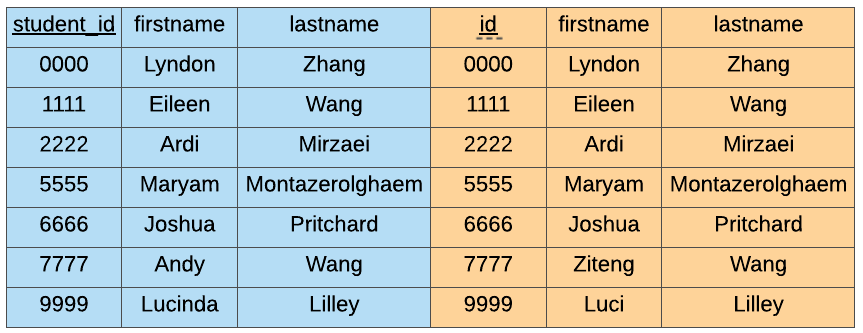 student_id firstname lastname id firstname lastname
0000 Lyndon Zhang 0000 Lyndon Zhang
1111 Eileen Wang 1111 Eileen Wang
2222 Ardi Mirzaei 2222 Ardi Mirzaei
5555 Maryam Montazerolghaem 5555 Maryam Montazerolghaem
6666 Joshua Pritchard 6666 Joshua Pritchard
7777 Andy Wang 7777 Ziteng Wang
9999 Lucinda Lilley 9999 Luci Lilley